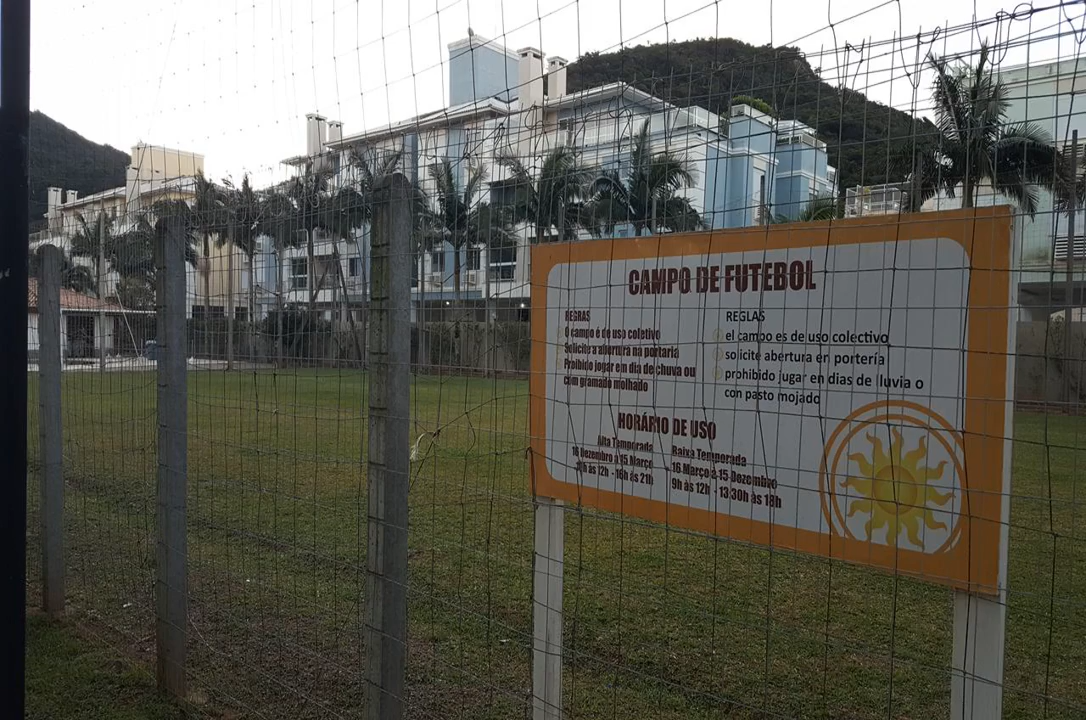 CAMPO DE FUTEBOL
REGRAS
O campo é de uso coletivo
Solicite a abertura na portaria
Proibido jogar em dia de chuva ou
com gramado molhado
REGLAS
el campo es de uso colectivo
solicite abertura en portería
prohibido jugar en dias de lluvia o
con pasto mojado
HORÁRIO DE USO
Alta Temporada
16 Dezembro a 15 Março
às 12h - 16h às 21h
Baixa Temporada
16 Março à 15 Dezembro
9h às 12h - 13:30h às 18h